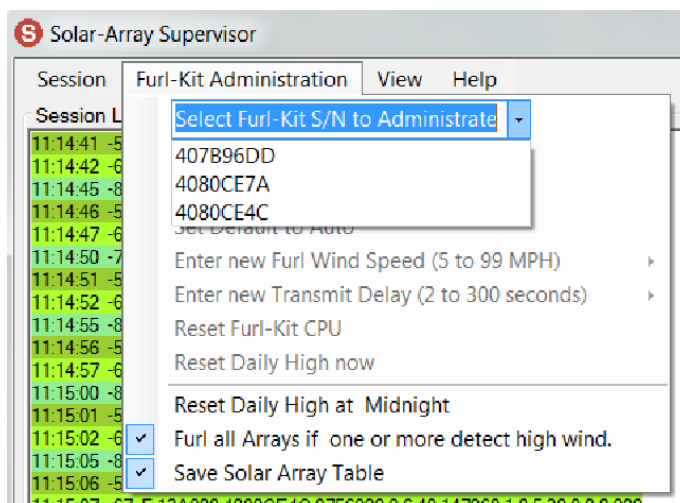 S Solar-Array Supervisor
Session Furl-Kit Administration View Help
Session L
Select Furl-Kit S/N to Administrate
407B96DD
4080CE7A
4080CE4C
Set Default to Auto
Enter new Furl Wind Speed (5 to 99 MPH)
Enter new Transmit Delay (2 to 300 seconds)
Reset Furl-Kit CPU
Reset Daily High now
Reset Daily High at Midnight
Furl all Arrays if one or more detect high wind.
Save Solar Array Table
11:14:41 -5
11:14:42 -6
11:14:45 -8
11:14:46 -5
11:14:47 -6
11:14:50 -7
11:14:51 -5
11:14:52 -6
11:14:55 -8
11:14:56 -5
11:14:57 -6
11:15:00 -8
11:15:01 -5
11:15:02 -6
11:15:05 -8
11:15:06 -5